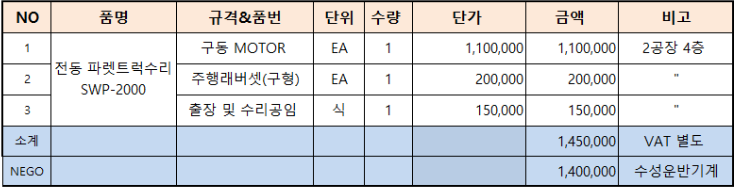 NO 품명 규격&품번 단위 수량 단가 금액 비고
1 전동 파렛트럭수리 SWP-2000 구동 MOTOR EA 1 1,100,000 1,100,000 2공장 4층
2 주행래버셋(구형) EA 1 200,000 200,000 "
3 출장 및 수리공임 식 1 150,000 150,000 "
소계 1,450,000 VAT 별도
NEGO 1,400,000 수성운반기계